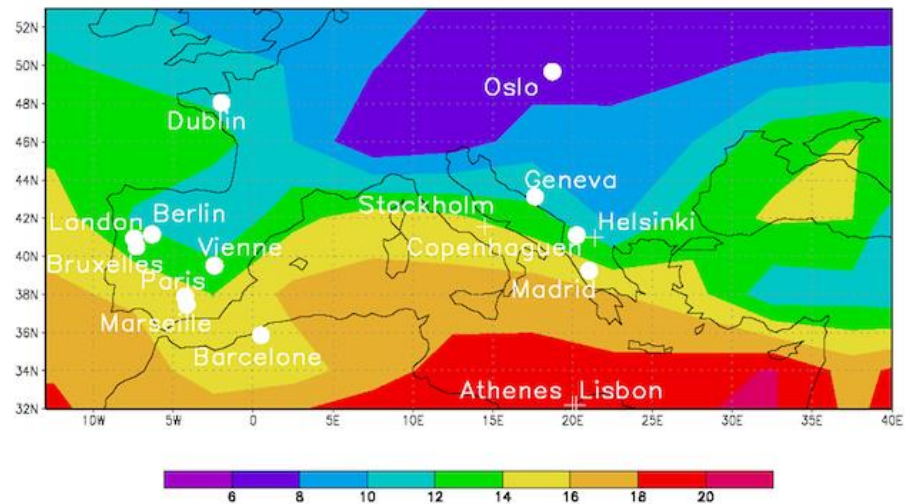 52N
50N
Oslo
48N
Dublin
46N
44N
Geneva
Stockholm
42N
London Berlin
Helsinki
Copenhaguen
40N
Bruxelles
Vienne
Paris
Madrid
38N
Marseille
36N
Barcelone
34N
Athenes Lisbon
32N
10W 5W 0 5E 10E 15E 20E 25E 30E 35E 40E
6 8 10 12 14 16 18 20